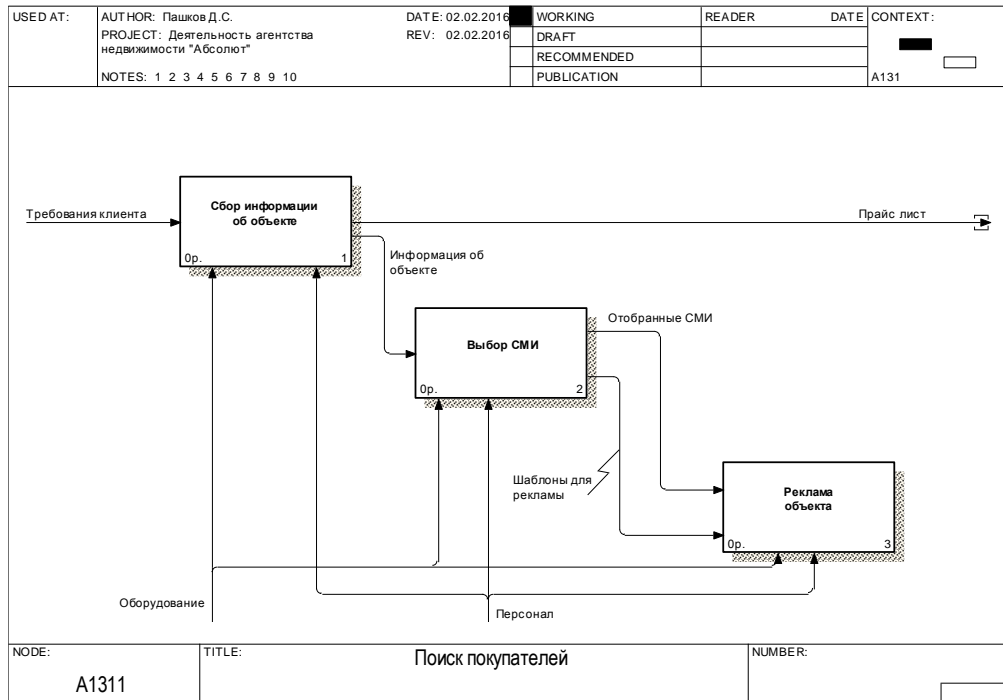 USED AT:
AUTHOR: Пашков Д.С.
DATE: 02.02.2016
PROJECT: Деятельность агентства
недвижимости "Абсолют"
REV: 02.02.2016
NOTES: 1 2 3 4 5 6 7 8 9 10
WORKING
DRAFT
RECOMMENDED
PUBLICATION
READER
DATE
CONTEXT:
A131
Требования клиента
Сбор информации
об объекте
0р.
1
Прайс лист
Информация об
объекте
Выбор СМИ
0р.
2
Отобранные СМИ
Шаблоны для
рекламы
Реклама
объекта
0р.
3
Оборудование
Персонал
NODE:
A1311
TITLE:
Поиск покупателей
NUMBER: